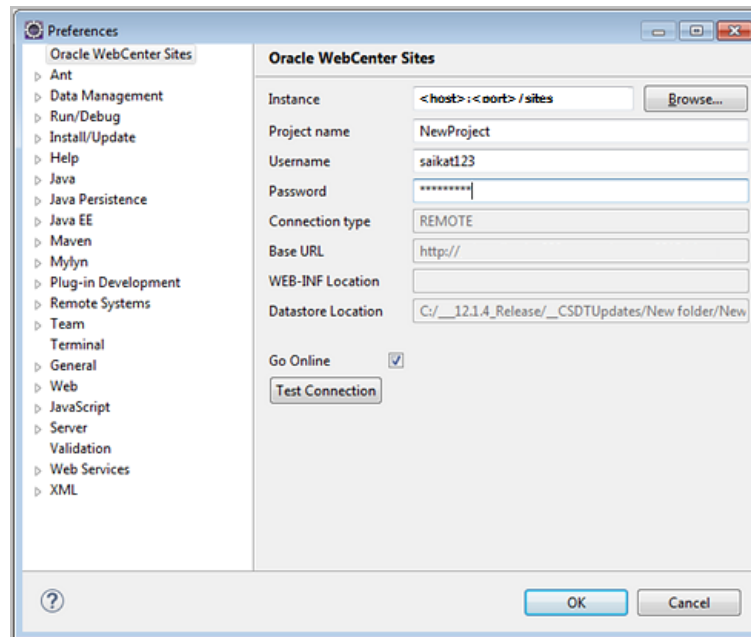 Preferences
Oracle WebCenter Sites
Ant
Data Management
Run/Debug
Install/Update
Help
Java
Java Persistence
Java EE
Maven
Mylyn
Plug-in Development
Remote Systems
Team
Terminal
General
Web
JavaScript
Server
Validation
Web Services
XML
Oracle WebCenter Sites
Instance <host>:<port>/sites Browse...
Project name NewProject
Username saikat123
Password *********
Connection type REMOTE
Base URL http://
WEB-INF Location
Datastore Location C:/__12.1.4_Release/__CSDTUpdates/New folder/New
Go Online
Test Connection
? OK Cancel